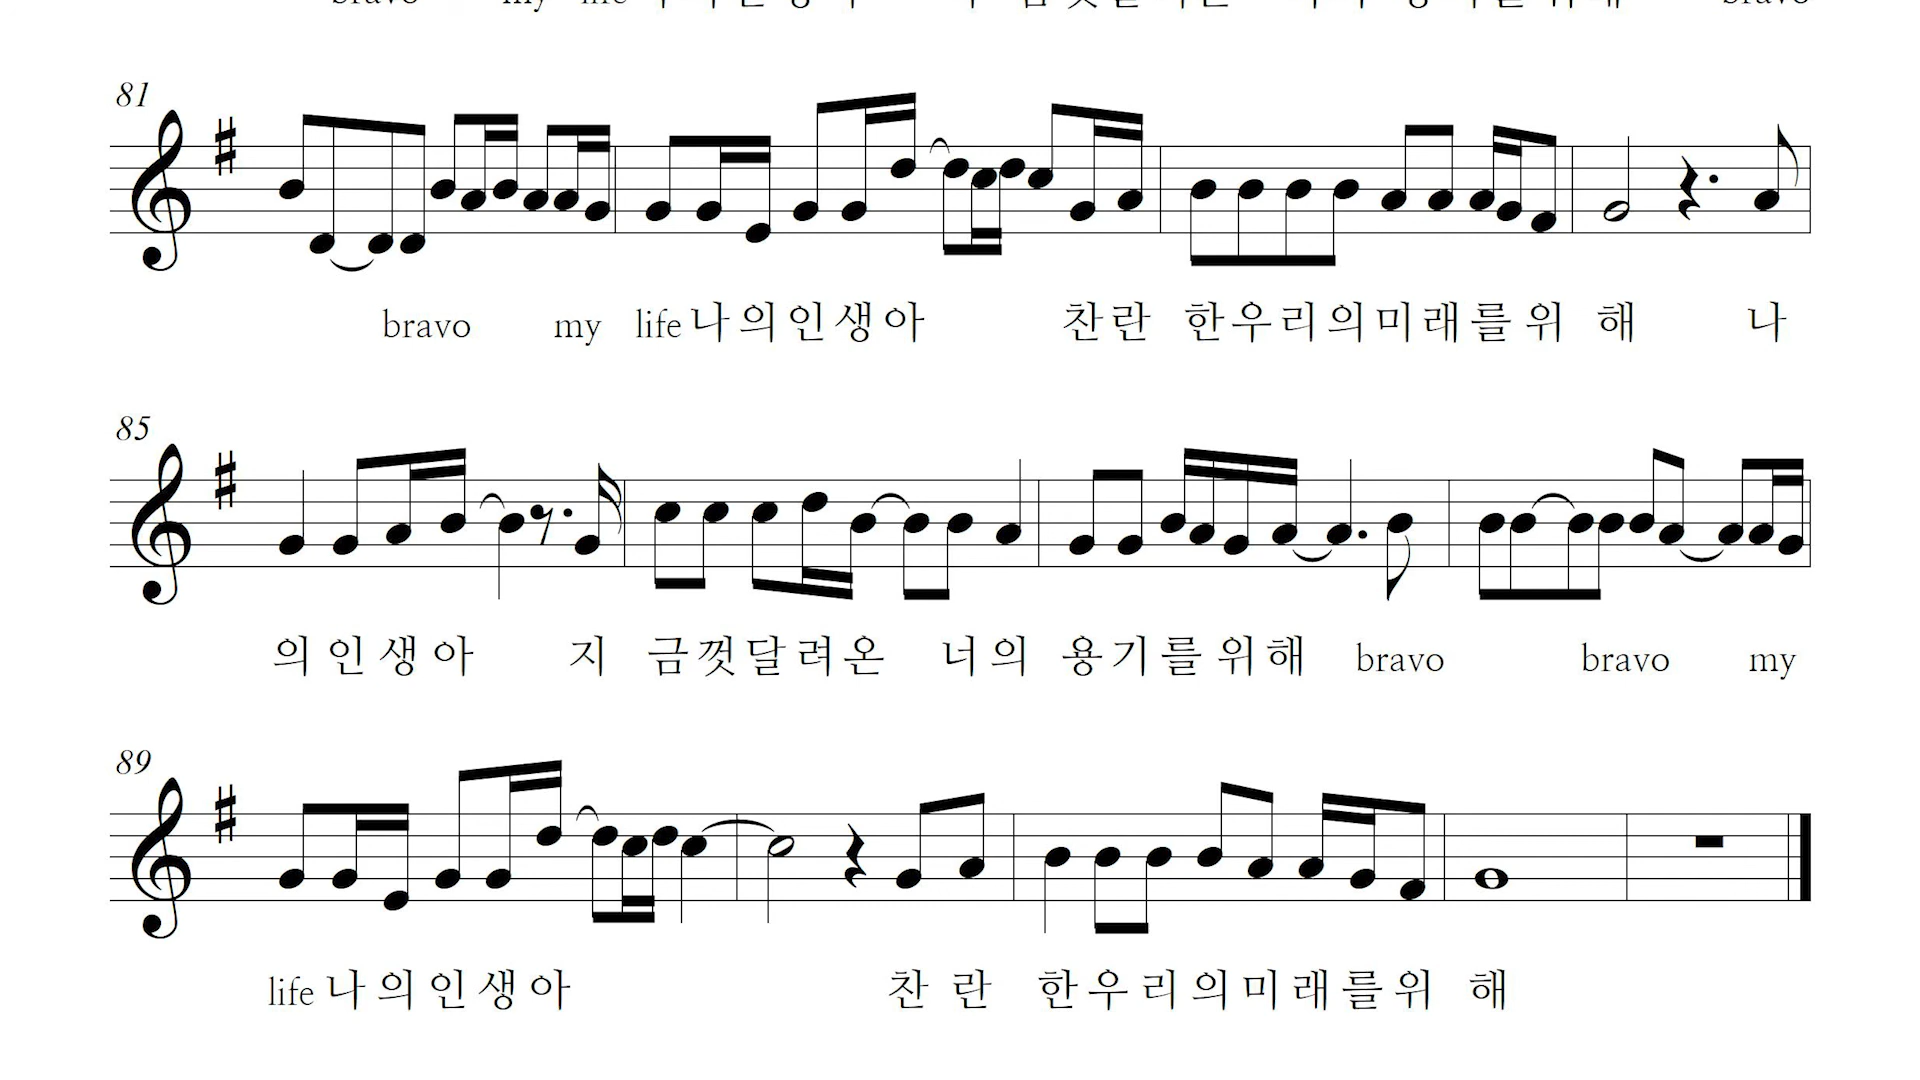 81
bravo my life 나의인생아 찬란 한우리의미래를위 해 나
85
의인생아 지 금껏달려온 너의 용기를위해 bravo bravo my
89
life 나의인생아 찬란 한우리의미래를위 해